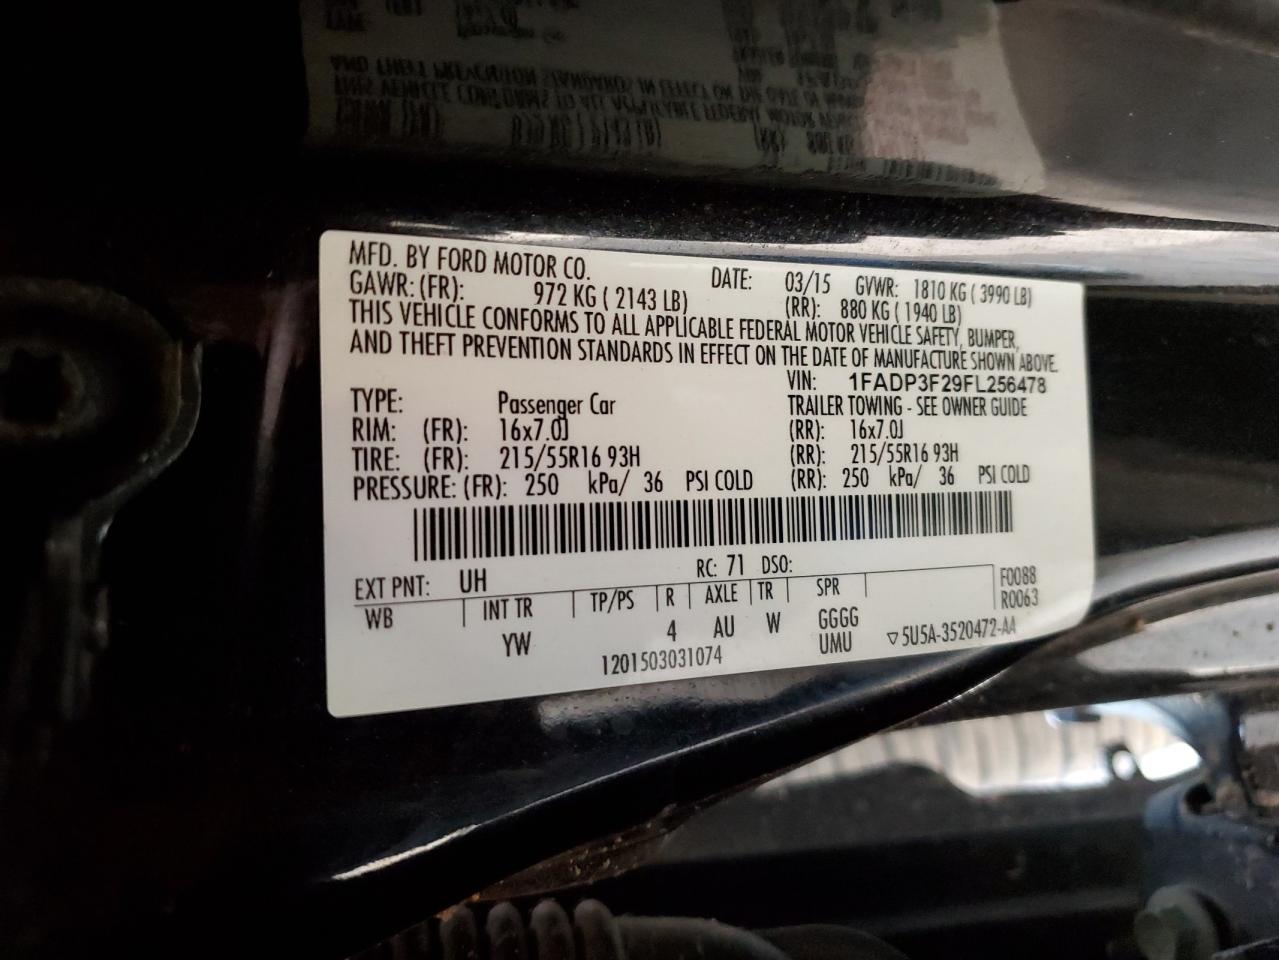 MFD. BY FORD MOTOR CO. DATE: 03/15 GVWR: 1810 KG ( 3990 LB)
GAWR: (FR): 972 KG ( 2143 LB) (RR): 880 KG ( 1940 LB)
THIS VEHICLE CONFORMS TO ALL APPLICABLE FEDERAL MOTOR VEHICLE SAFETY, BUMPER,
AND THEFT PREVENTION STANDARDS IN EFFECT ON THE DATE OF MANUFACTURE SHOWN ABOVE.
VIN: 1FADP3F29FL256478
TYPE: Passenger Car TRAILER TOWING - SEE OWNER GUIDE
RIM: (FR): 16x7.0J (RR): 16x7.0J
TIRE: (FR): 215/55R16 93H (RR): 215/55R16 93H
PRESSURE: (FR): 250 kPa/ 36 PSI COLD (RR): 250 kPa/ 36 PSI COLD
EXT PNT: UH RC: 71 DSO: F0088
WB INT TR TP/PS R AXLE TR SPR R0063
YW 4 AU W GGGG
1201503031074 UMU ▽5U5A-3520472-AA